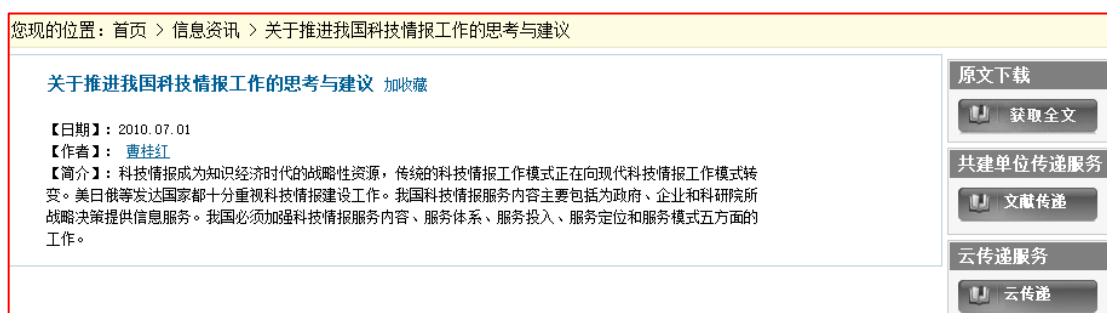 您现的位置：首页 > 信息资讯 > 关于推进我国科技情报工作的思考与建议
关于推进我国科技情报工作的思考与建议 加收藏
【日期】：2010.07.01
【作者】： 曹桂红
【简介】：科技情报成为知识经济时代的战略性资源，传统的科技情报工作模式正在向现代科技情报工作模式转
变。美日俄等发达国家都十分重视科技情报建设工作。我国科技情报服务内容主要包括为政府、企业和科研院所
战略决策提供信息服务。我国必须加强科技情报服务内容、服务体系、服务投入、服务定位和服务模式五方面的
工作。
原文下载
获取全文
共建单位传递服务
文献传递
云传递服务
云传递